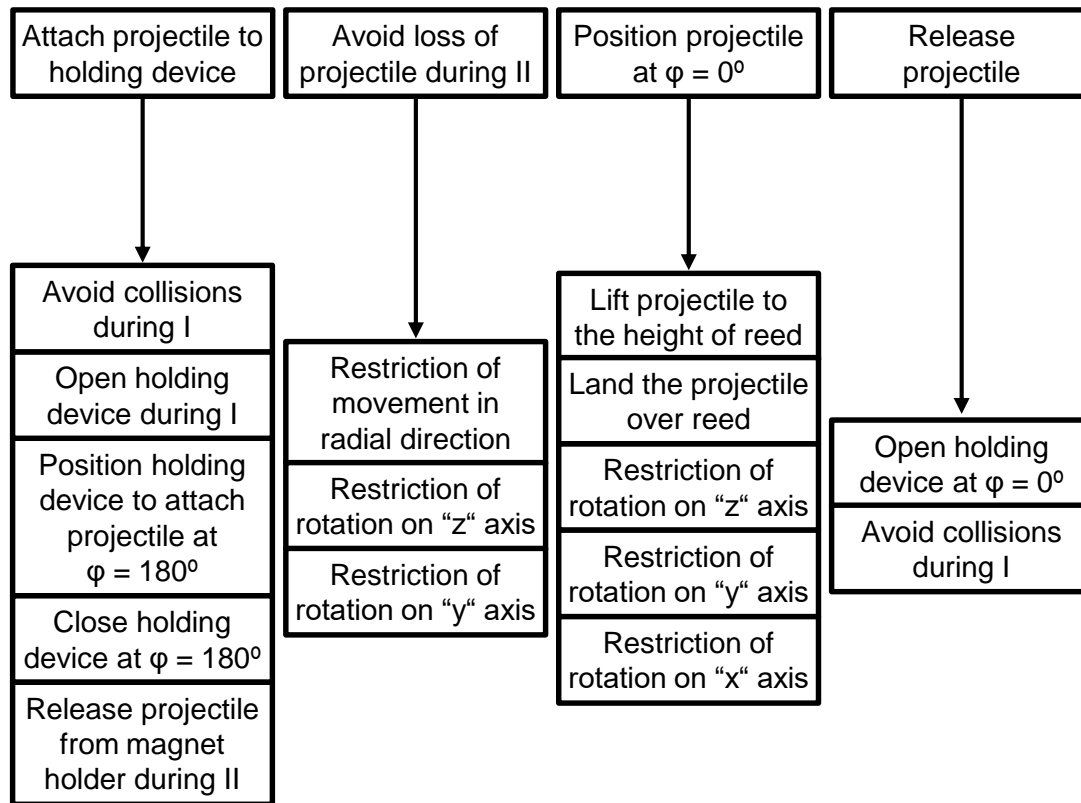 Attach projectile to
holding device
Avoid loss of
projectile during II
Position projectile
at φ = 0º
Release
projectile
Avoid collisions
during I
Open holding
device during I
Position holding
device to attach
projectile at
φ = 180º
Close holding
device at φ = 180º
Release projectile
from magnet
holder during II
Restriction of
movement in
radial direction
Restriction of
rotation on “z“ axis
Restriction of
rotation on “y“ axis
Lift projectile to
the height of reed
Land the projectile
over reed
Restriction of
rotation on “z“ axis
Restriction of
rotation on “y“ axis
Restriction of
rotation on “x“ axis
Open holding
device at φ = 0º
Avoid collisions
during I